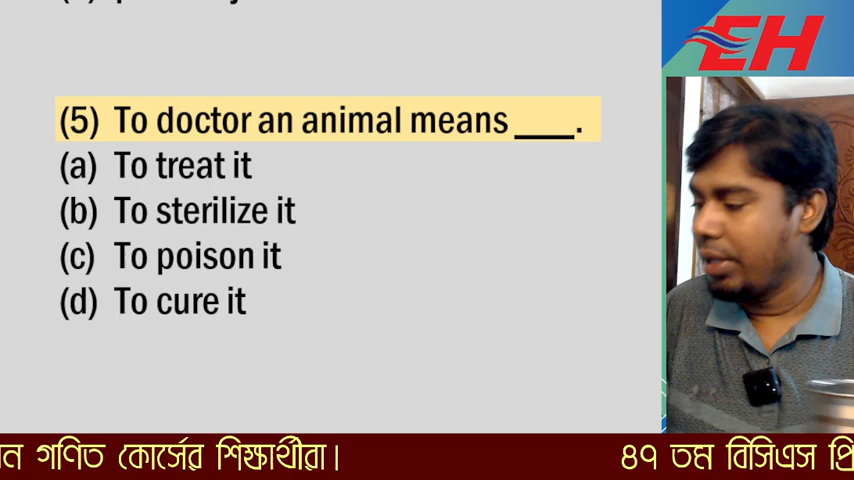 EH
(5) To doctor an animal means ___.
(a) To treat it
(b) To sterilize it
(c) To poison it
(d) To cure it
গণিত কোর্সের শিক্ষার্থীরা। ৪৭ তম বিসিএস